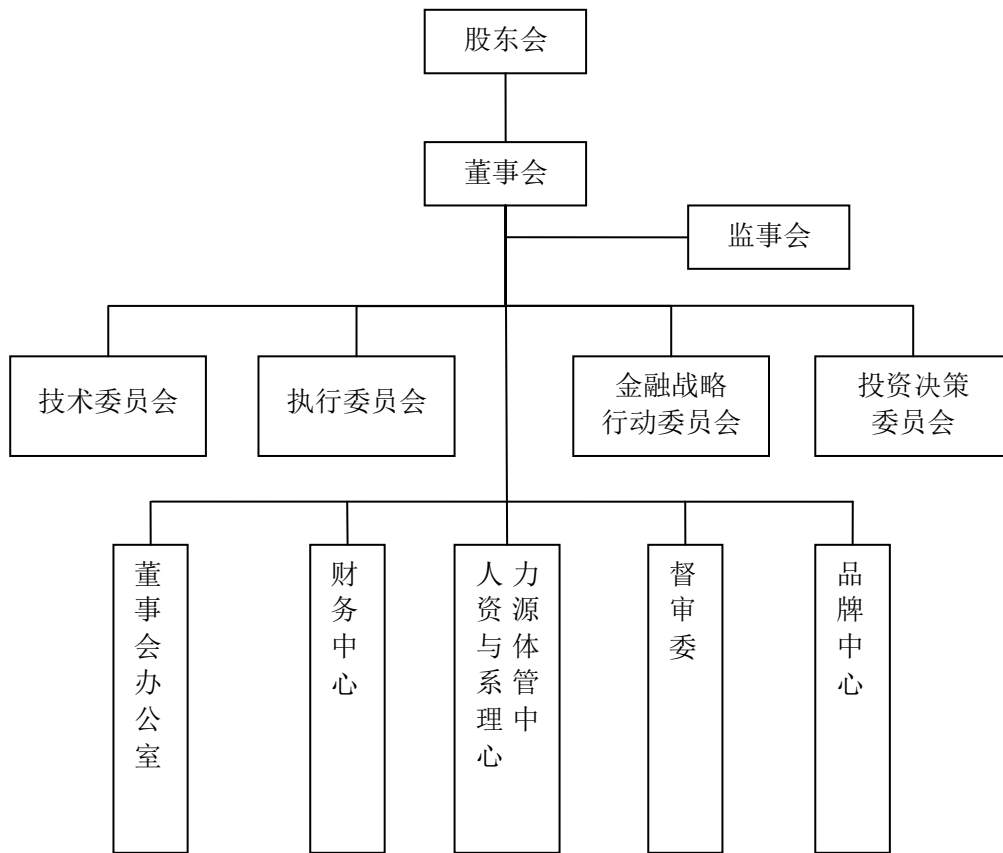 股东会
董事会
监事会
技术委员会
执行委员会
金融战略
行动委员会
投资决策
委员会
董事会办公室
财务中心
人力
资源
与体
系管
理中
心
督审委
品牌中心